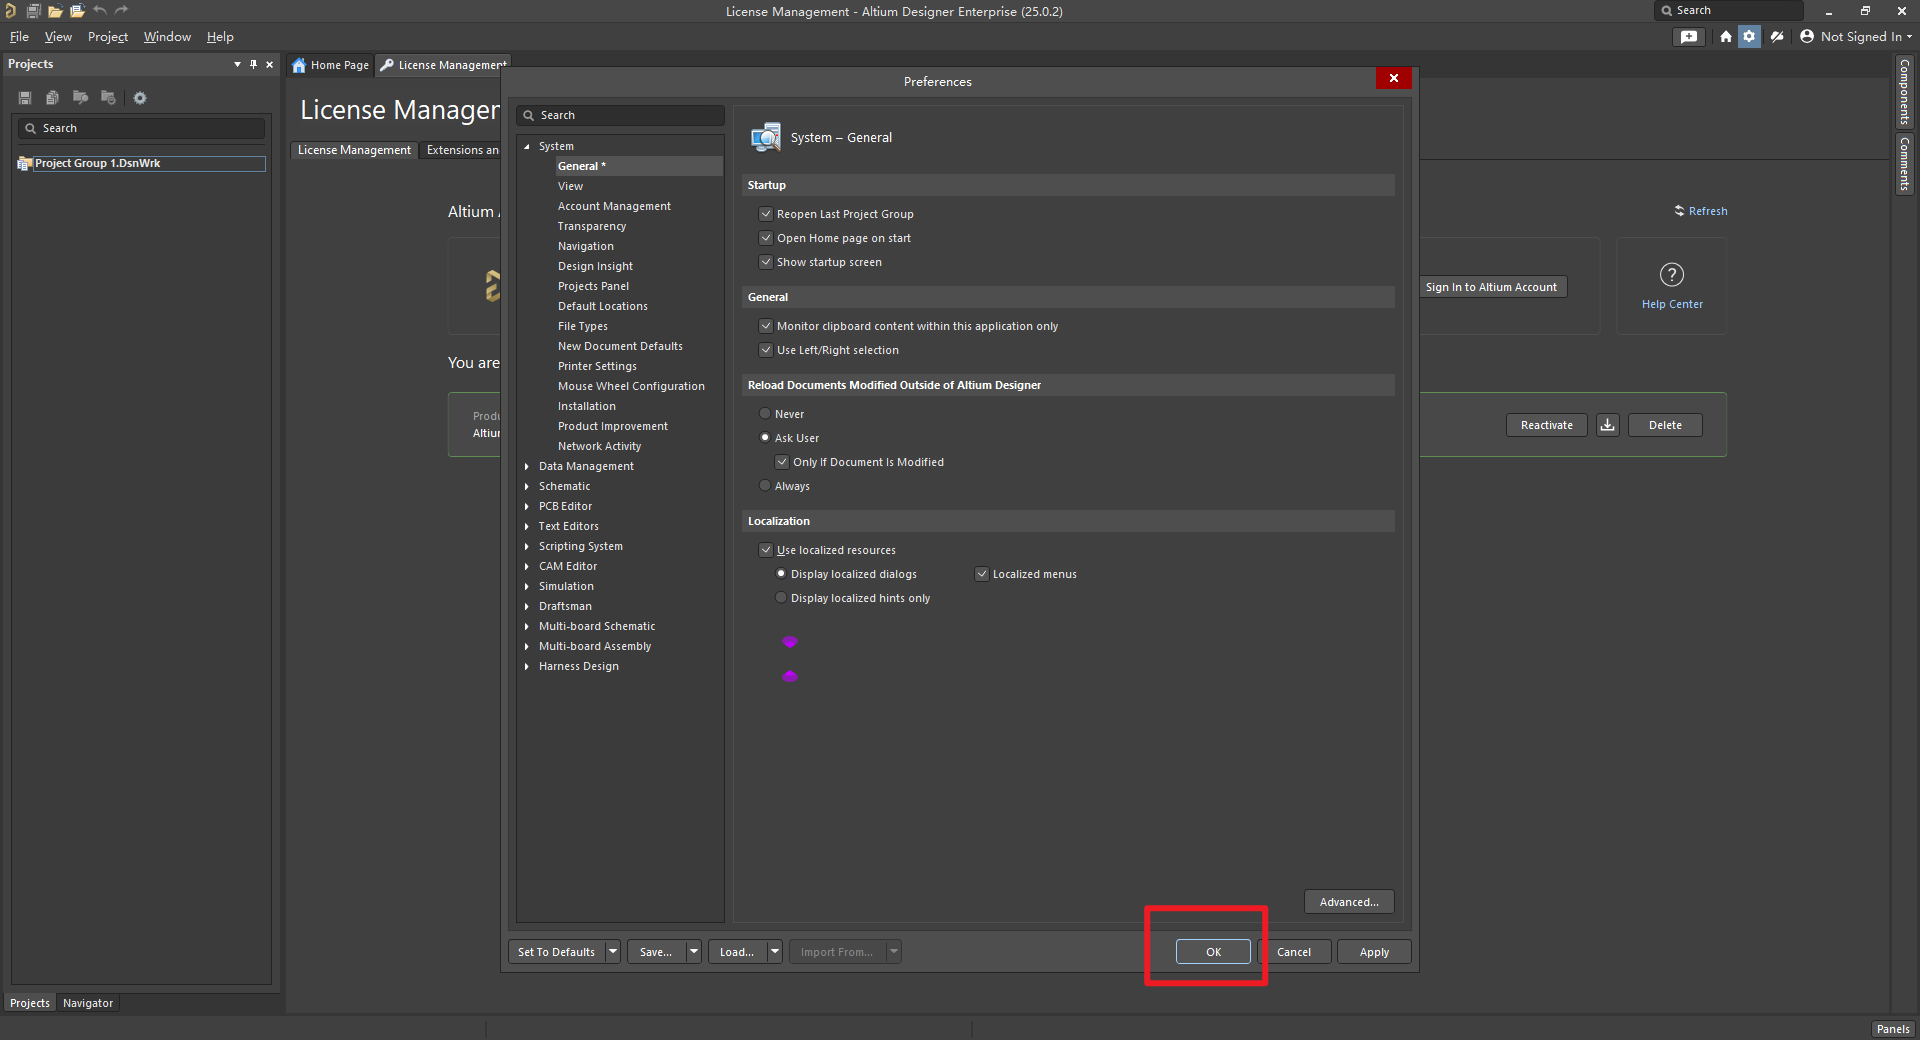 License Management - Altium Designer Enterprise (25.0.2)
Search
File View Project Window Help
Not Signed In
Projects
Home Page
License Management
Search
Project Group 1.DsnWrk
License Manager
License Management
Extensions an
Altium
You are
Produ
Altiu
Preferences
Search
System
General *
View
Account Management
Transparency
Navigation
Design Insight
Projects Panel
Default Locations
File Types
New Document Defaults
Printer Settings
Mouse Wheel Configuration
Installation
Product Improvement
Network Activity
Data Management
Schematic
PCB Editor
Text Editors
Scripting System
CAM Editor
Simulation
Draftsman
Multi-board Schematic
Multi-board Assembly
Harness Design
System – General
Startup
Reopen Last Project Group
Open Home page on start
Show startup screen
General
Monitor clipboard content within this application only
Use Left/Right selection
Reload Documents Modified Outside of Altium Designer
Never
Ask User
Only If Document Is Modified
Always
Localization
Use localized resources
Display localized dialogs
Localized menus
Display localized hints only
Advanced...
Set To Defaults
Save...
Load...
Import From...
OK
Cancel
Apply
Refresh
Sign In to Altium Account
?
Help Center
Reactivate
Delete
Components
Comments
Projects
Navigator
Panels